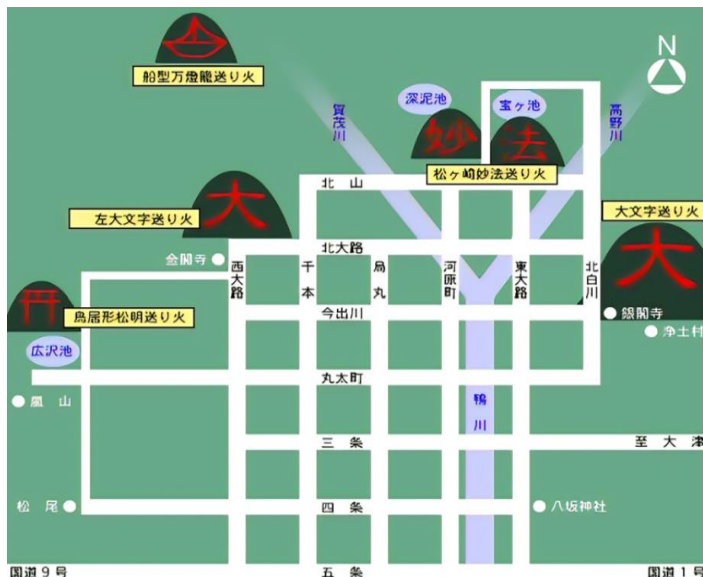 船型万燈籠送り火
N
賀茂川
深泥池
宝ヶ池
高野川
妙
法
松ヶ崎妙法送り火
北山
大
左大文字送り火
大文字送り火
大
北大路
金閣寺
西大路
千本
烏丸
河原町
東大路
北白川
鳥居形松明送り火
広沢池
今出川
銀閣寺
浄土村
丸太町
嵐山
鴨川
三条
至大津
松尾
四条
八坂神社
国道9号
五条
国道1号